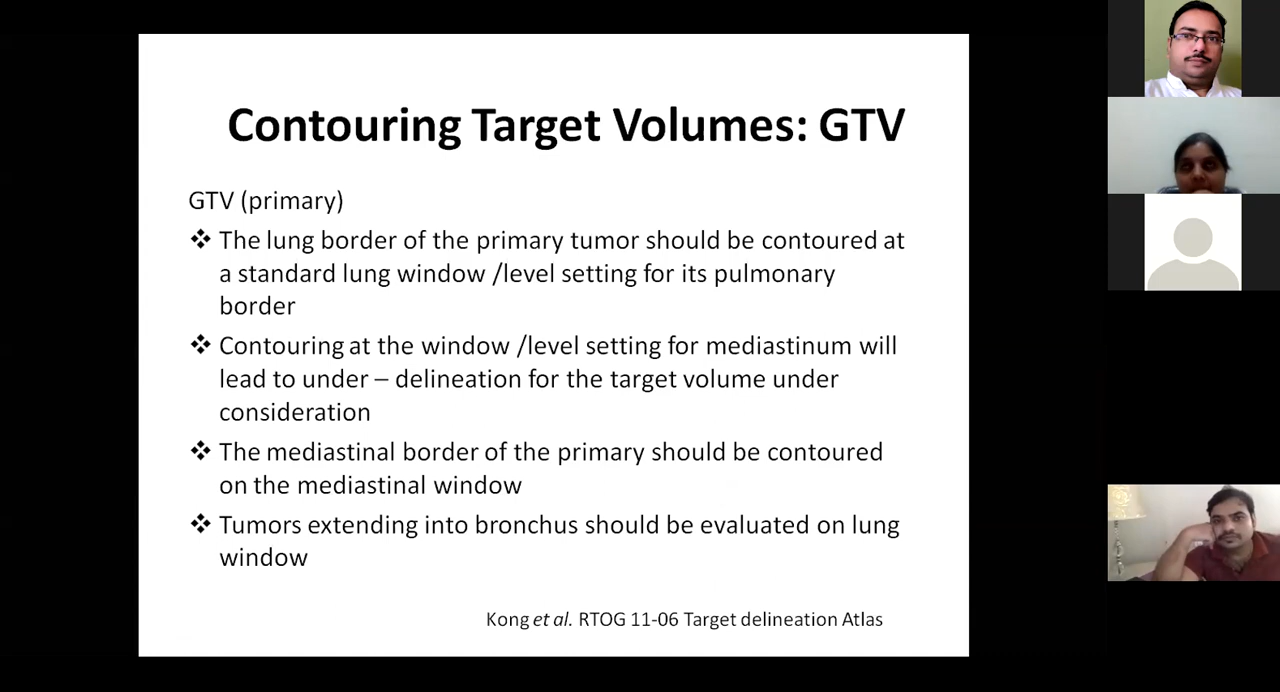 Contouring Target Volumes: GTV
GTV (primary)
❖ The lung border of the primary tumor should be contoured at
a standard lung window /level setting for its pulmonary
border
❖ Contouring at the window /level setting for mediastinum will
lead to under – delineation for the target volume under
consideration
❖ The mediastinal border of the primary should be contoured
on the mediastinal window
❖ Tumors extending into bronchus should be evaluated on lung
window
Kong et al. RTOG 11-06 Target delineation Atlas